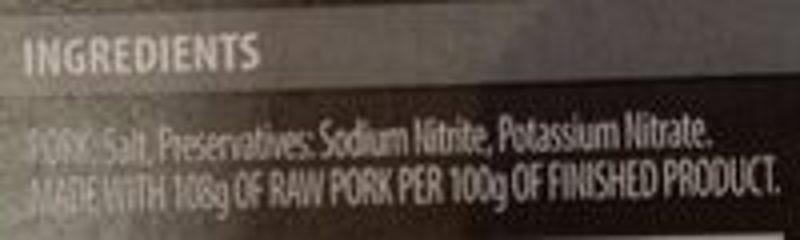 INGREDIENTS
PORK, Salt, Preservatives: Sodium Nitrite, Potassium Nitrate.
MADE WITH 108g OF RAW PORK PER 100g OF FINISHED PRODUCT.